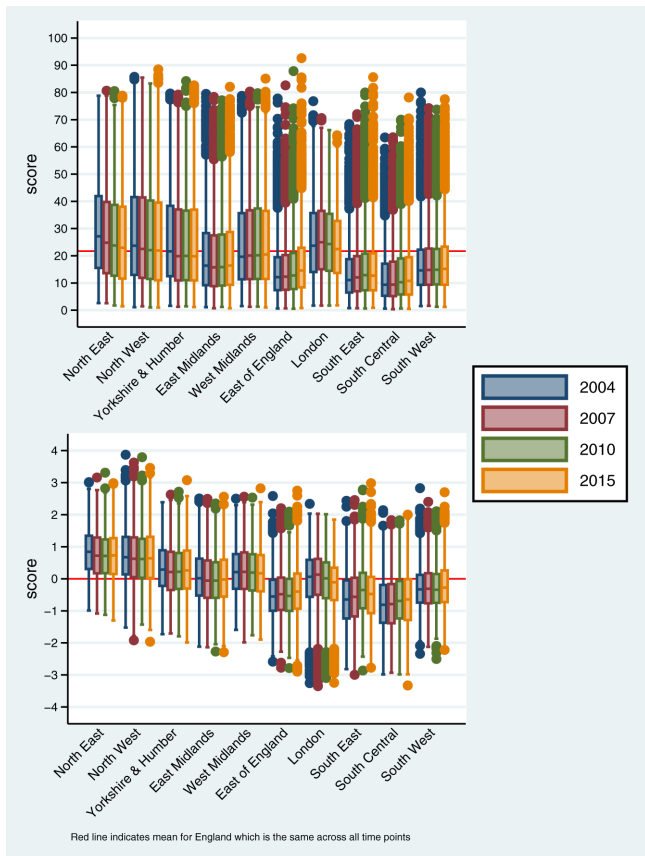 100
90
80
70
60
50
40
30
20
10
0
score
North East
North West
Yorkshire & Humber
East Midlands
West Midlands
East of England
London
South East
South Central
South West
2004
2007
2010
2015
4
3
2
1
0
−1
−2
−3
−4
score
North East
North West
Yorkshire & Humber
East Midlands
West Midlands
East of England
London
South East
South Central
South West
Red line indicates mean for England which is the same across all time points